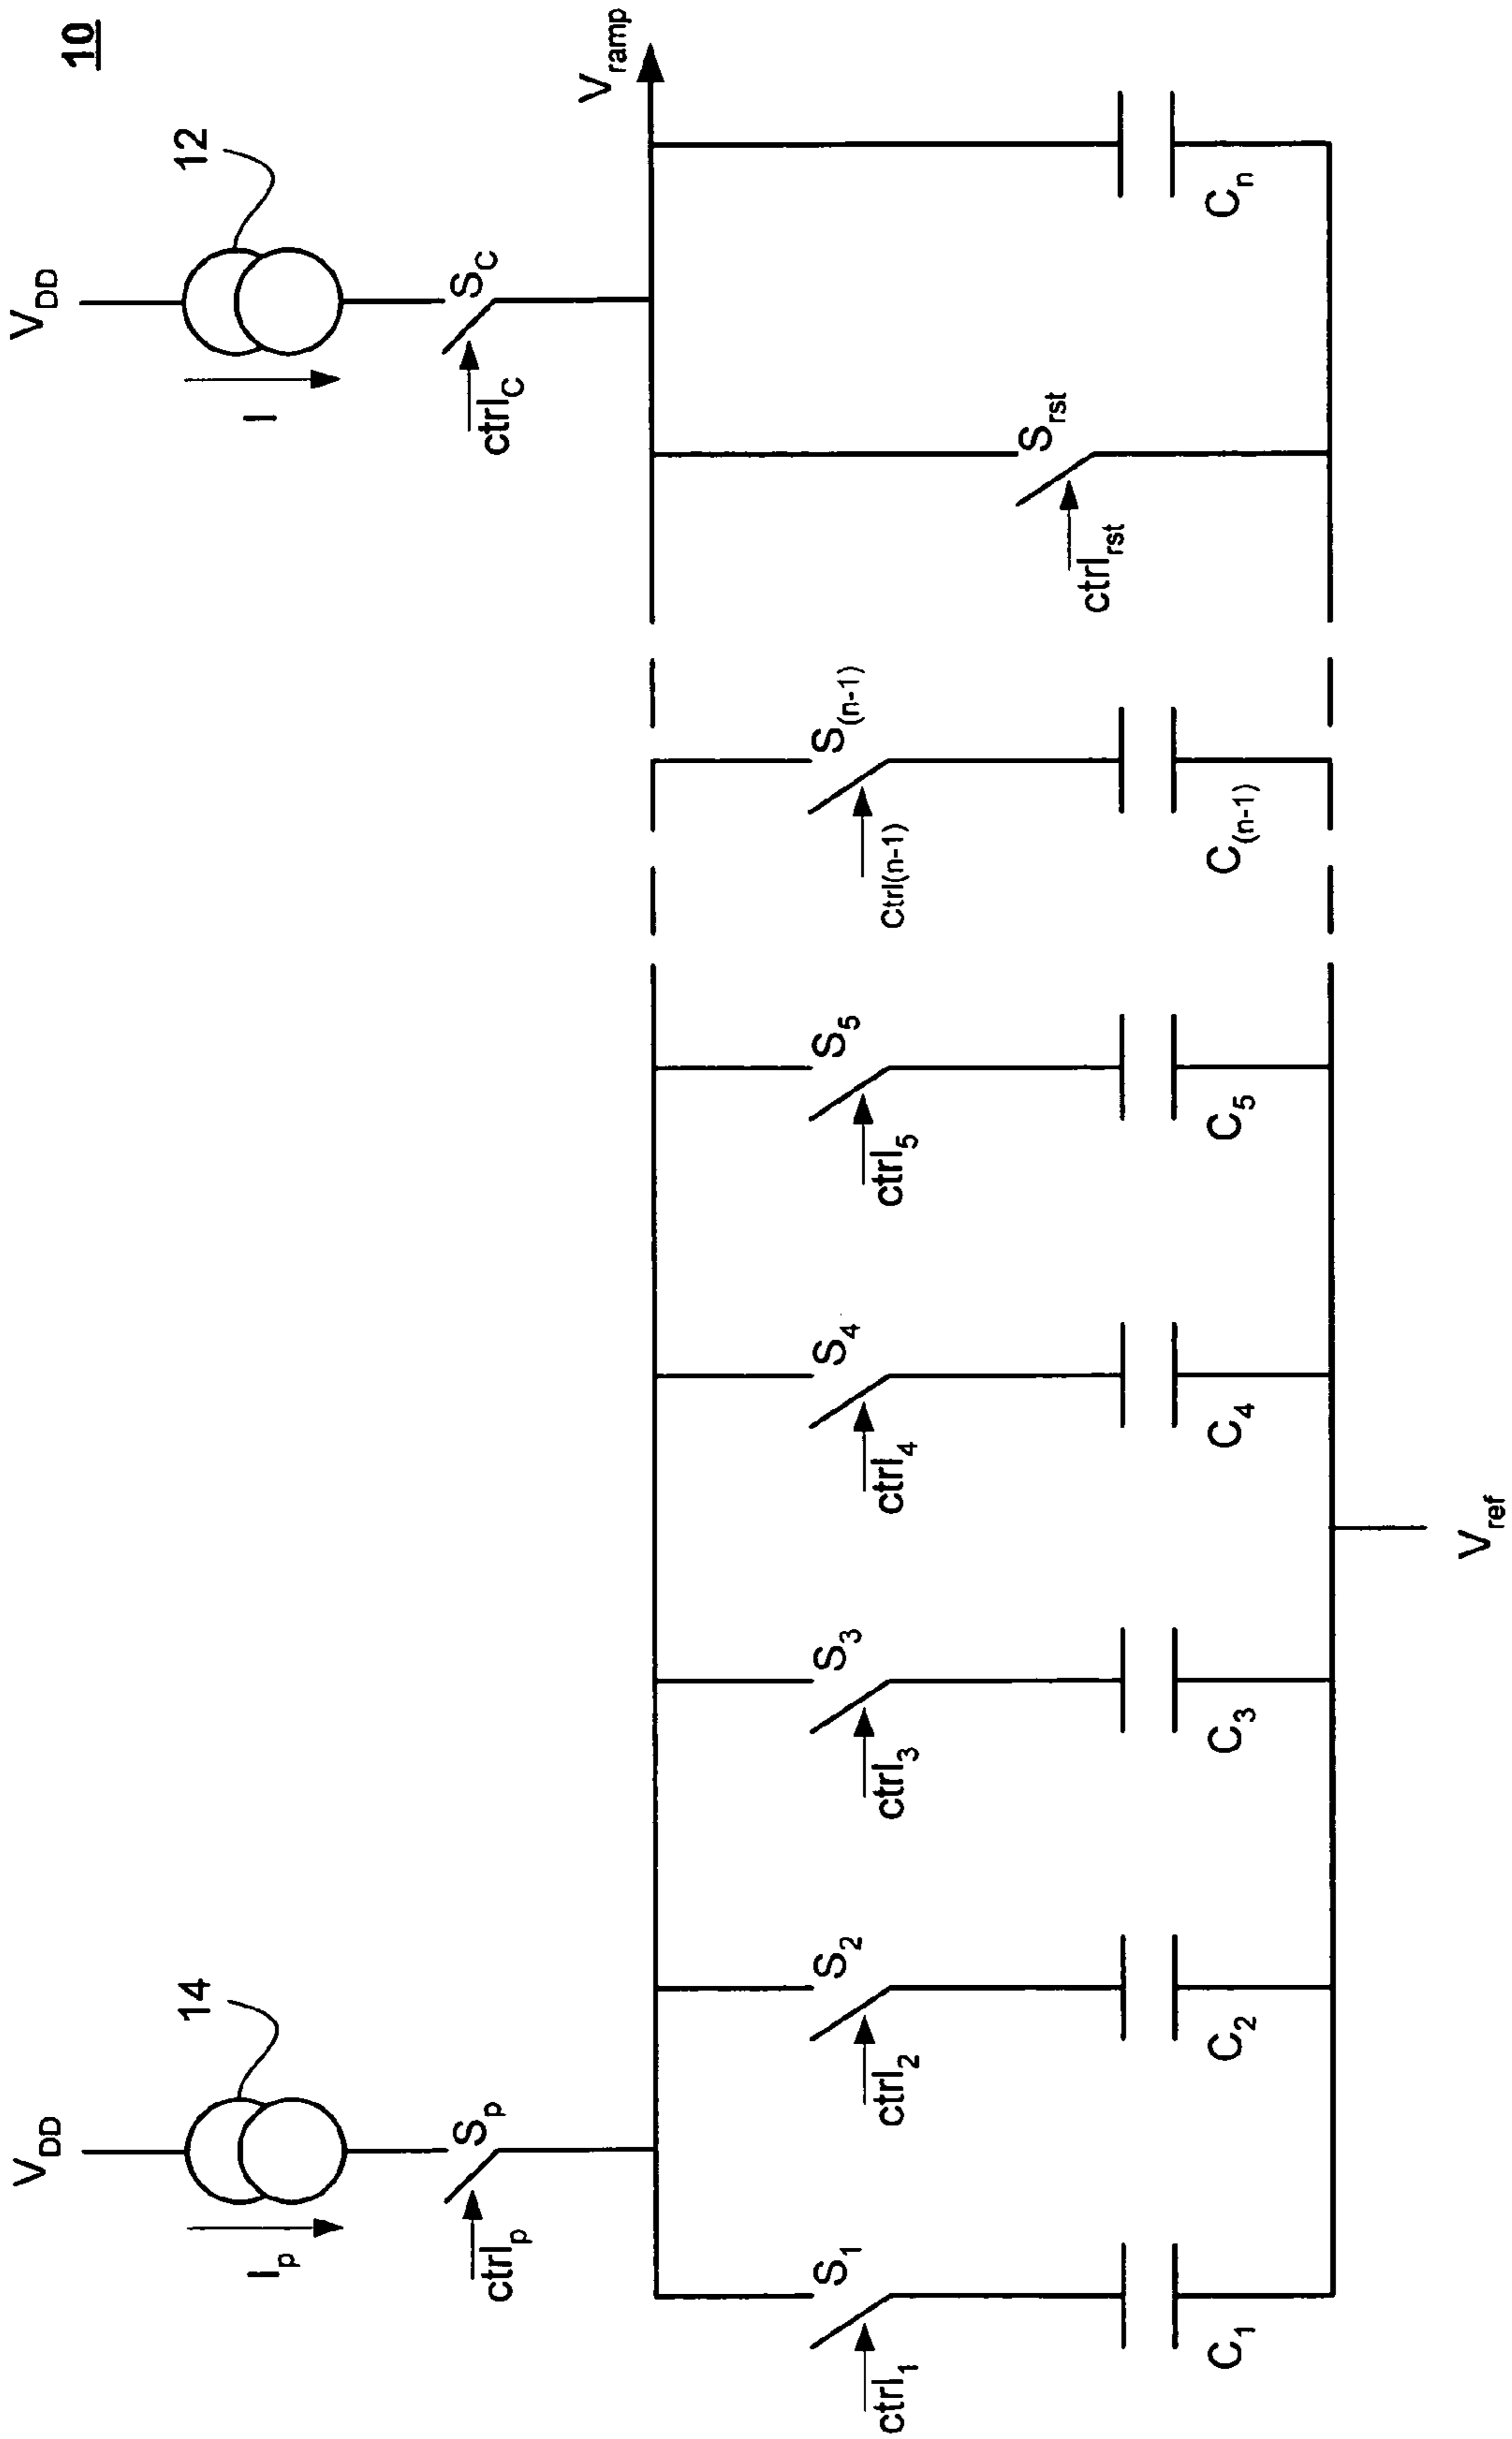 10
V_DD
14
I_p
S_p
ctrl_p
V_DD
12
I
S_C
ctrl_C
V_ramp
S_1
ctrl_1
S_2
ctrl_2
S_3
ctrl_3
S_4
ctrl_4
S_5
ctrl_5
S_(n-1)
Ctrl(n-1)
S_rst
ctrl_rst
C_1
C_2
C_3
C_4
C_5
C_(n-1)
C_n
V_ref